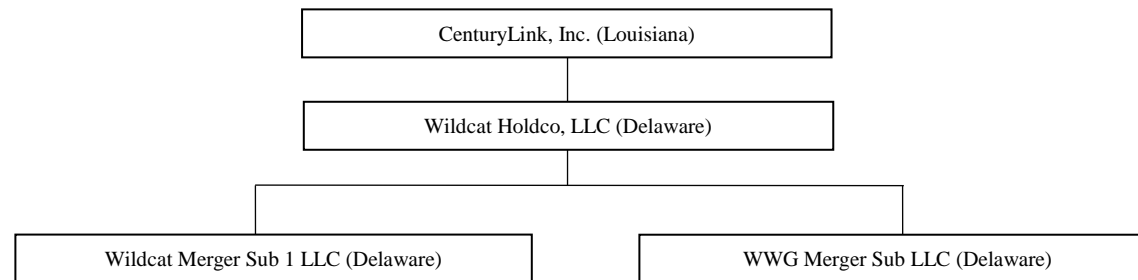 CenturyLink, Inc. (Louisiana)
Wildcat Holdco, LLC (Delaware)
Wildcat Merger Sub 1 LLC (Delaware)
WWG Merger Sub LLC (Delaware)